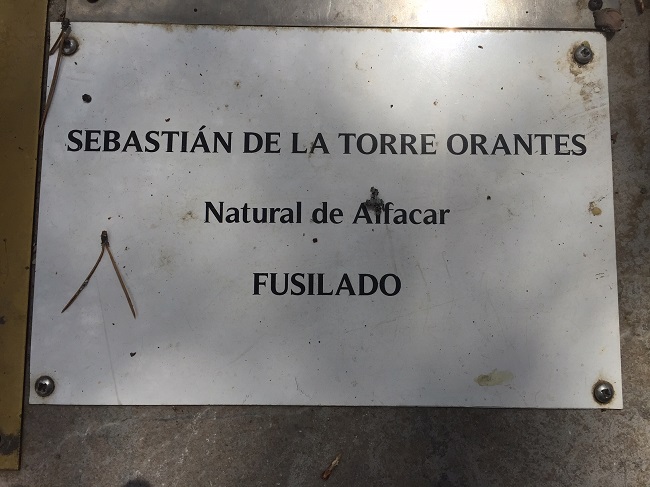 SEBASTIÁN DE LA TORRE ORANTES
Natural de Alfacar
FUSILADO